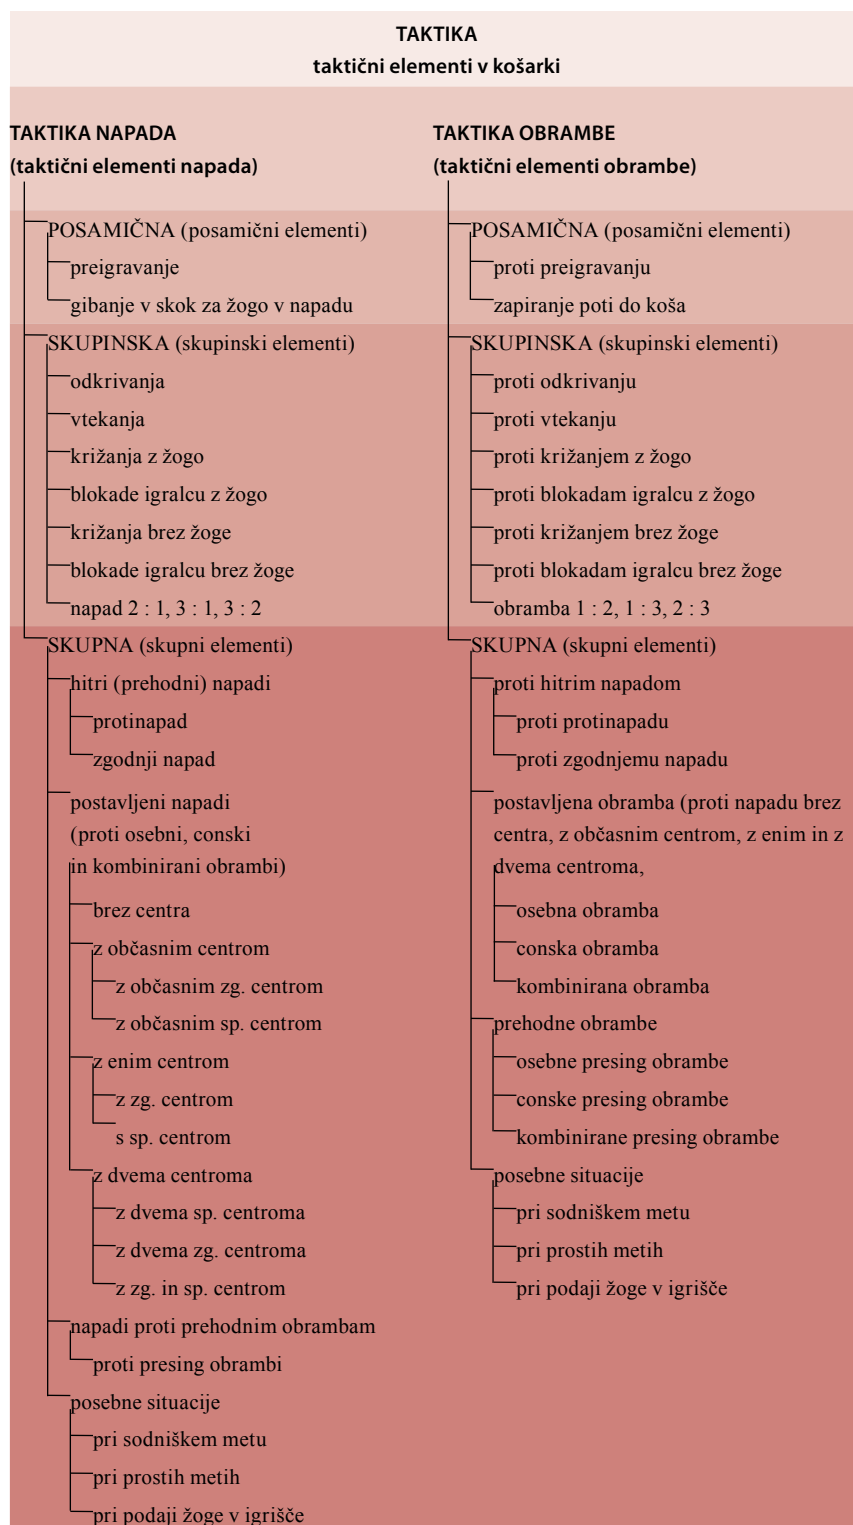 TAKTIKA
taktični elementi v košarki
TAKTIKA NAPADA
(taktični elementi napada)
POSAMIČNA (posamični elementi)
preigravanje
gibanje v skok za žogo v napadu
SKUPINSKA (skupinski elementi)
odkrivanja
vtekanja
križanja z žogo
blokade igralcu z žogo
križanja brez žoge
blokade igralcu brez žoge
napad 2 : 1, 3 : 1, 3 : 2
SKUPNA (skupni elementi)
hitri (prehodni) napadi
protinapad
zgodnji napad
postavljeni napadi
(proti osebni, conski
in kombinirani obrambi)
brez centra
z občasnim centrom
z občasnim zg. centrom
z občasnim sp. centrom
z enim centrom
z zg. centrom
s sp. centrom
z dvema centroma
z dvema sp. centroma
z dvema zg. centroma
z zg. in sp. centrom
napadi proti prehodnim obrambam
proti presing obrambi
posebne situacije
pri sodniškem metu
pri prostih metih
pri podaji žoge v igrišče
TAKTIKA OBRAMBE
(taktični elementi obrambe)
POSAMIČNA (posamični elementi)
proti preigravanju
zapiranje poti do koša
SKUPINSKA (skupinski elementi)
proti odkrivanju
proti vtekanju
proti križanjem z žogo
proti blokadam igralcu z žogo
proti križanjem brez žoge
proti blokadam igralcu brez žoge
obramba 1 : 2, 1 : 3, 2 : 3
SKUPNA (skupni elementi)
proti hitrim napadom
proti protinapadu
proti zgodnjemu napadu
postavljena obramba (proti napadu brez
centra, z občasnim centrom, z enim in z
dvema centroma,
osebna obramba
conska obramba
kombinirana obramba
prehodne obrambe
osebne presing obrambe
conske presing obrambe
kombinirane presing obrambe
posebne situacije
pri sodniškem metu
pri prostih metih
pri podaji žoge v igrišče